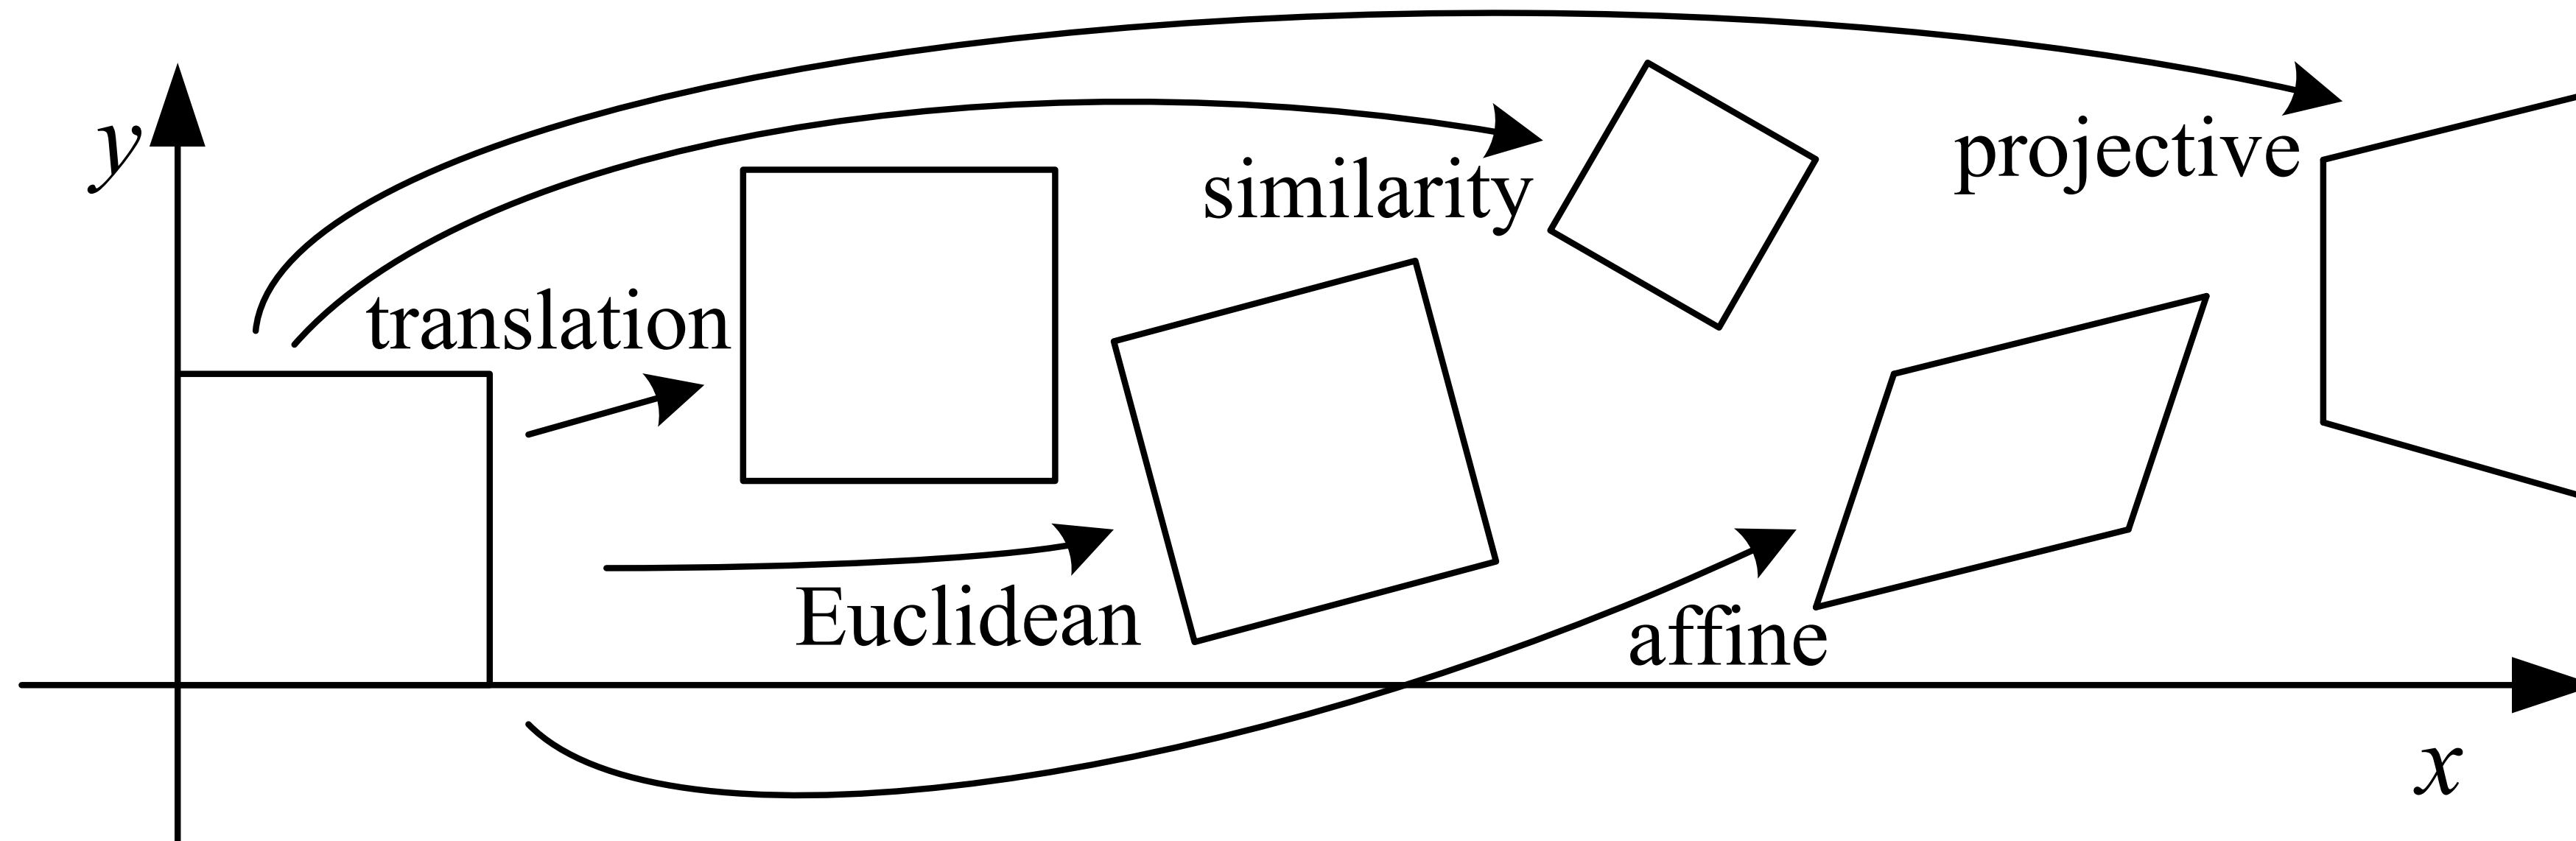 y
translation
similarity
projective
Euclidean
affine
x